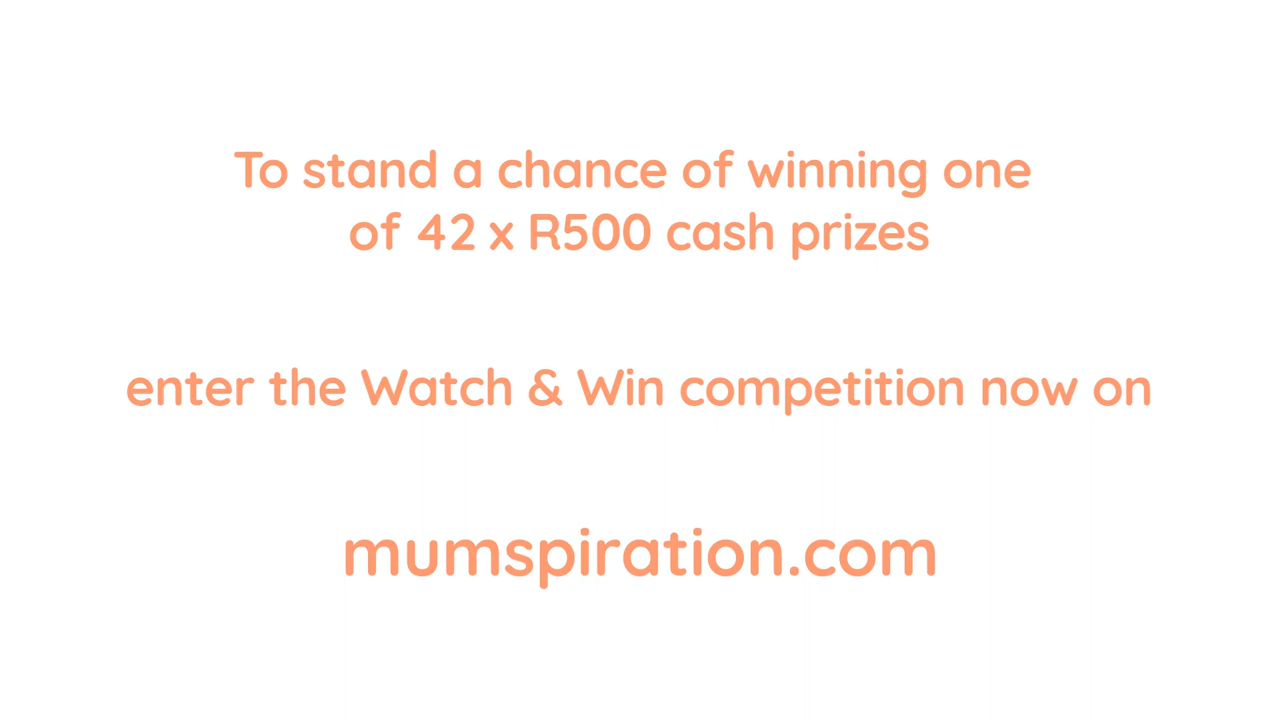 To stand a chance of winning one
of 42 x R500 cash prizes
enter the Watch & Win competition now on
mumspiration.com